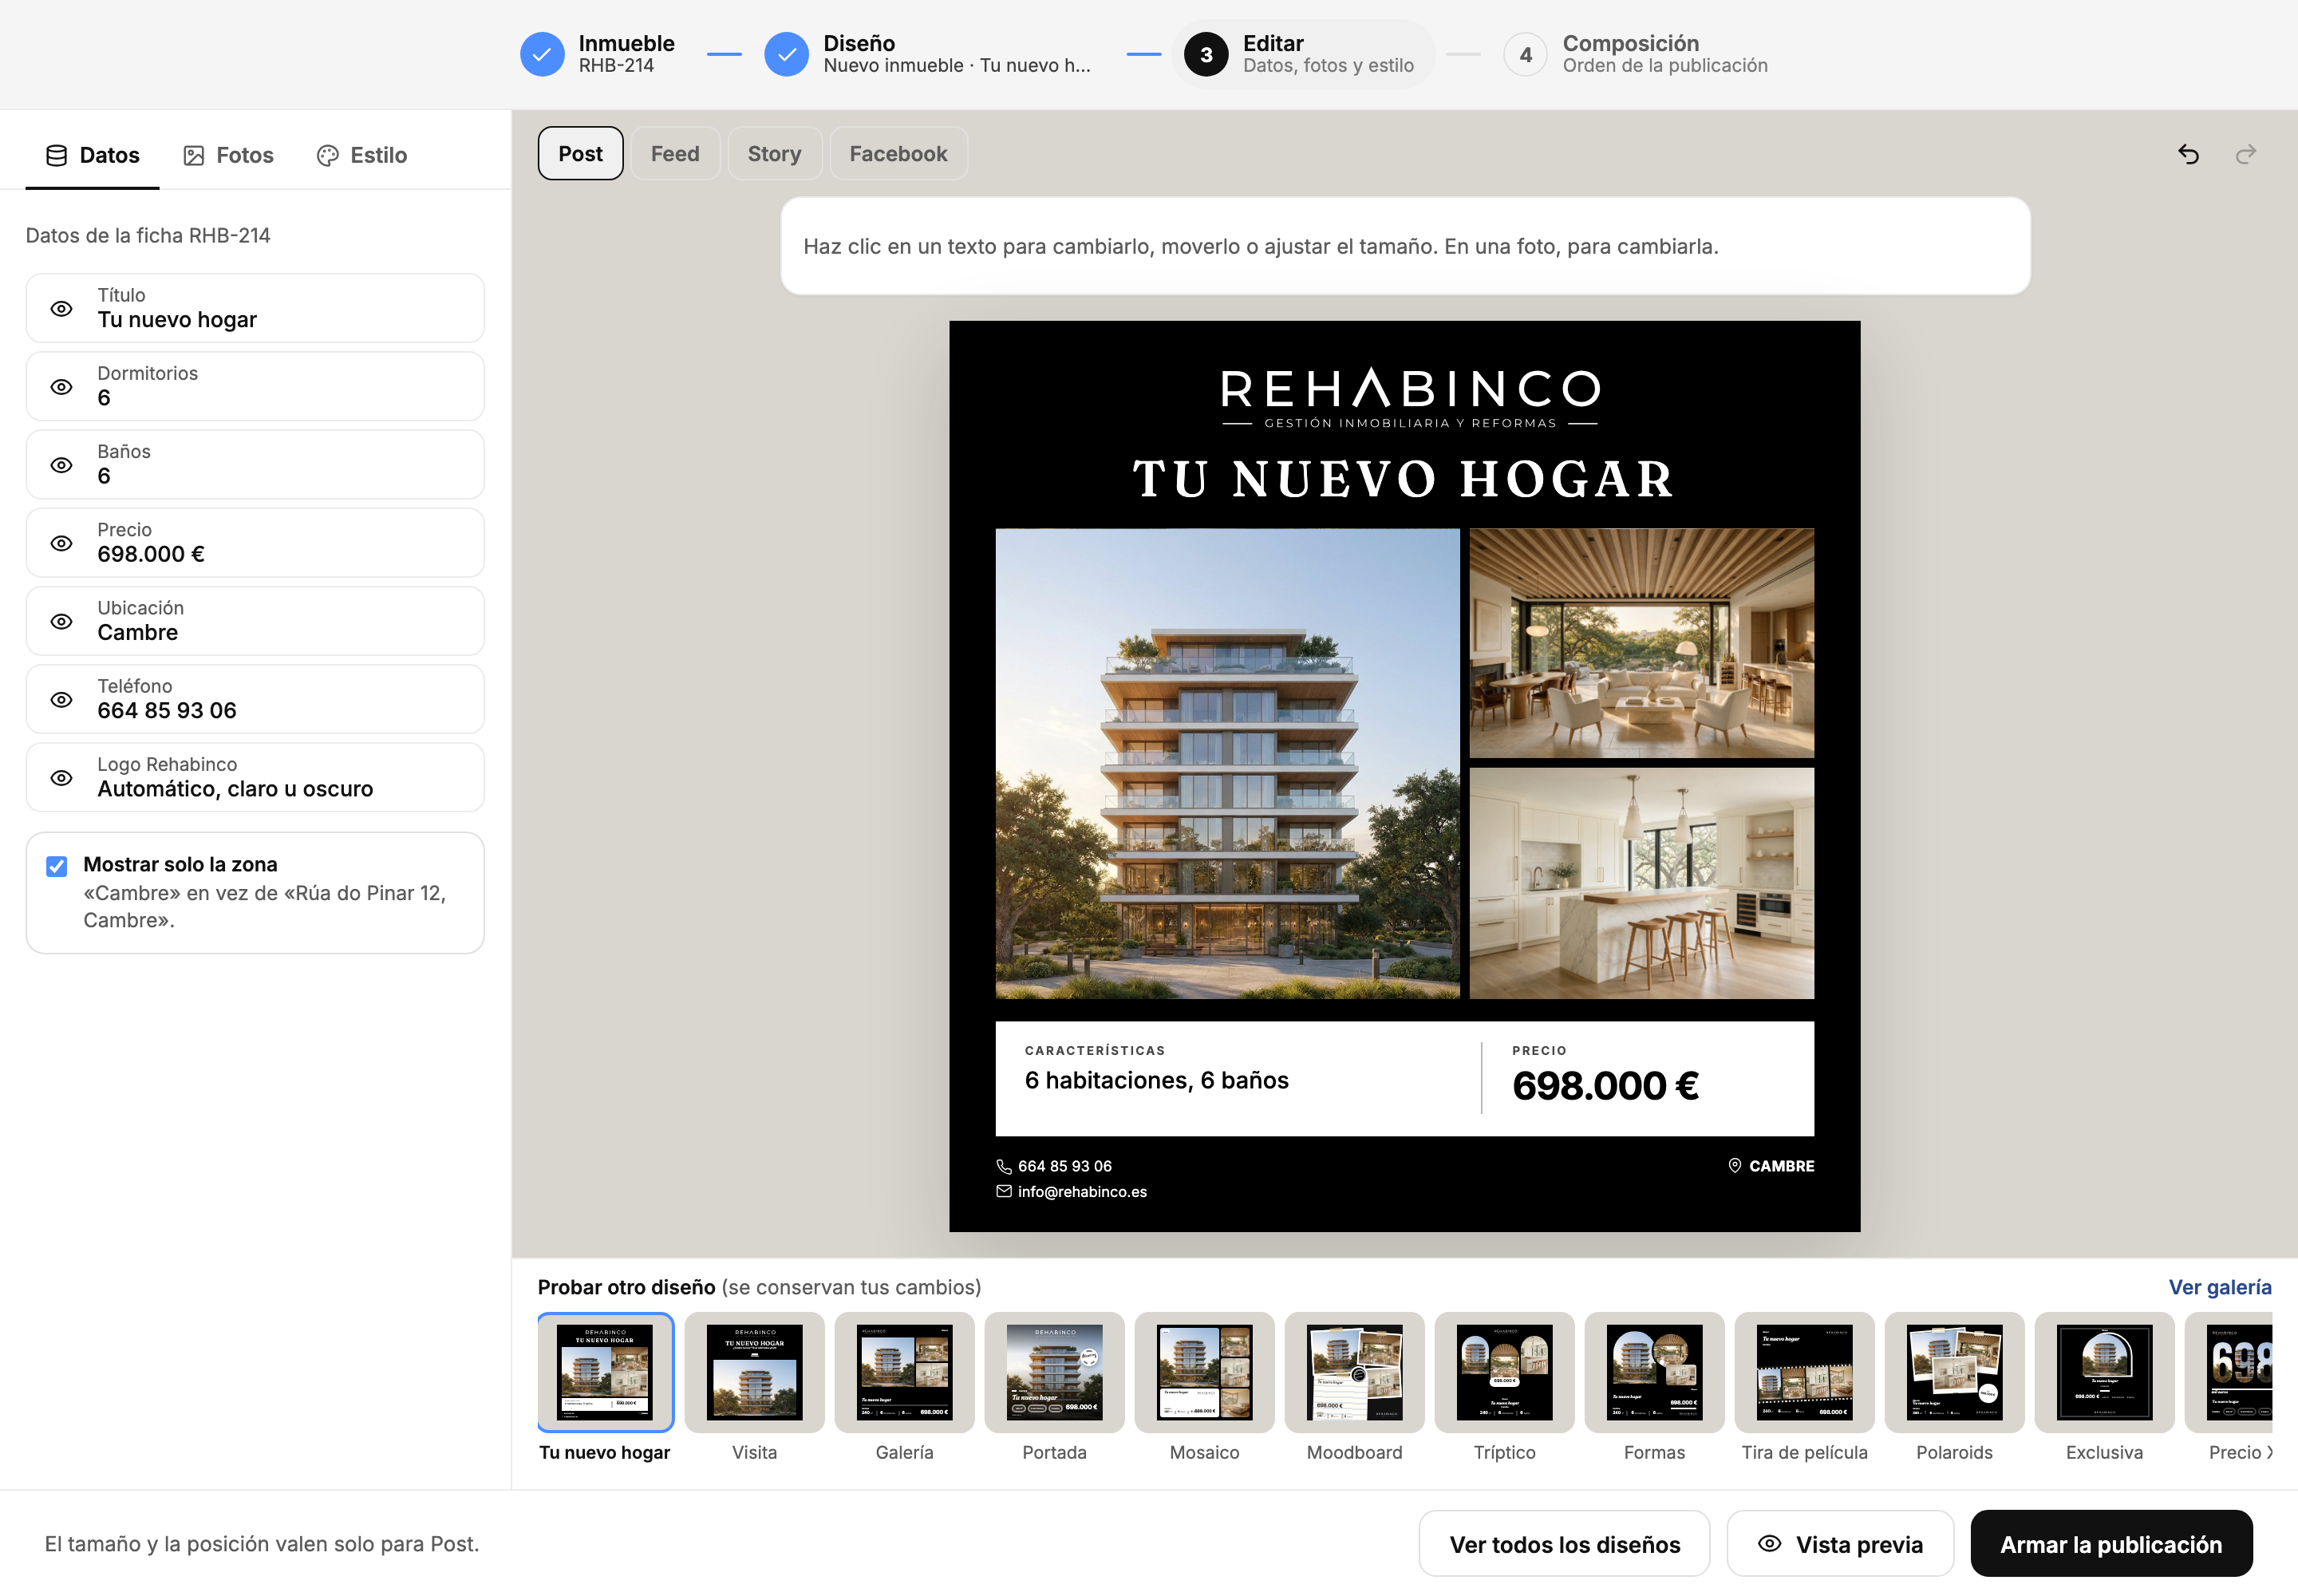 Inmueble
RHB-214
Diseño
Nuevo inmueble · Tu nuevo h...
3
Editar
Datos, fotos y estilo
4
Composición
Orden de la publicación
Datos
Fotos
Estilo
Post
Feed
Story
Facebook
Datos de la ficha RHB-214
Título
Tu nuevo hogar
Dormitorios
6
Baños
6
Precio
698.000 €
Ubicación
Cambre
Teléfono
664 85 93 06
Logo Rehabinco
Automático, claro u oscuro
Mostrar solo la zona
«Cambre» en vez de «Rúa do Pinar 12,
Cambre».
Haz clic en un texto para cambiarlo, moverlo o ajustar el tamaño. En una foto, para cambiarla.
REHABINCO
GESTIÓN INMOBILIARIA Y REFORMAS
TU NUEVO HOGAR
CARACTERÍSTICAS
6 habitaciones, 6 baños
PRECIO
698.000 €
664 85 93 06
info@rehabinco.es
CAMBRE
Probar otro diseño (se conservan tus cambios)
Ver galería
Tu nuevo hogar
Visita
Galería
Portada
Mosaico
Moodboard
Tríptico
Formas
Tira de película
Polaroids
Exclusiva
Precio
El tamaño y la posición valen solo para Post.
Ver todos los diseños
Vista previa
Armar la publicación